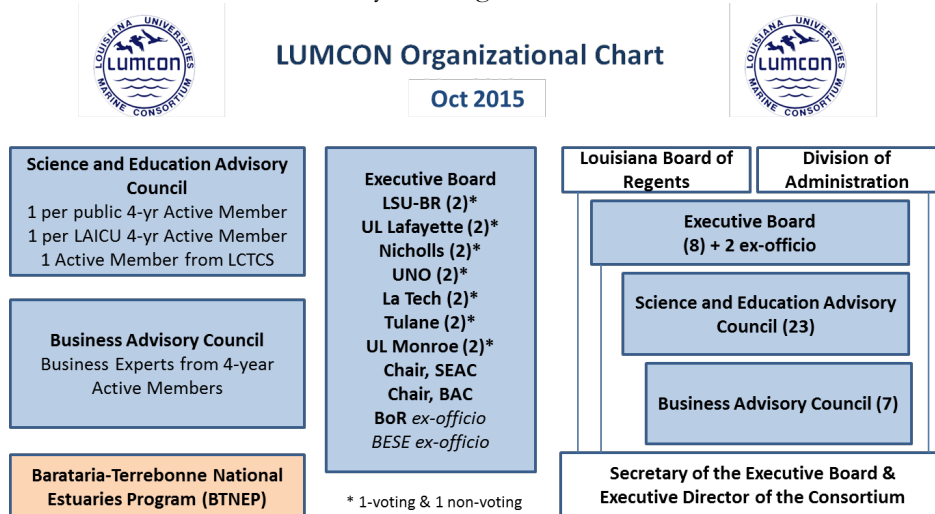 LOUISIANA UNIVERSITIES
LUMCON
MARINE CONSORTIUM
LUMCON Organizational Chart
Oct 2015
LOUISIANA UNIVERSITIES
LUMCON
MARINE CONSORTIUM
Science and Education Advisory
Council
1 per public 4-yr Active Member
1 per LAICU 4-yr Active Member
1 Active Member from LCTCS
Business Advisory Council
Business Experts from 4-year
Active Members
Barataria-Terrebonne National
Estuaries Program (BTNEP)
Executive Board
LSU-BR (2)*
UL Lafayette (2)*
Nicholls (2)*
UNO (2)*
La Tech (2)*
Tulane (2)*
UL Monroe (2)*
Chair, SEAC
Chair, BAC
BoR ex-officio
BESE ex-officio
* 1-voting & 1 non-voting
Louisiana Board of
Regents
Division of
Administration
Executive Board
(8) + 2 ex-officio
Science and Education Advisory
Council (23)
Business Advisory Council (7)
Secretary of the Executive Board &
Executive Director of the Consortium